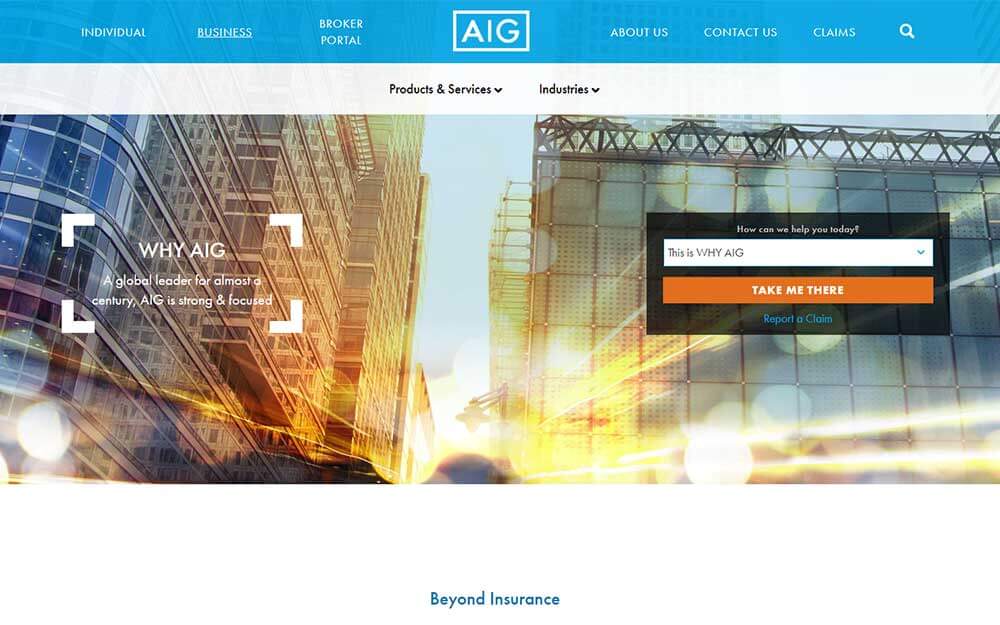 INDIVIDUAL
BUSINESS
BROKER
PORTAL
AIG
ABOUT US
CONTACT US
CLAIMS
Products & Services
Industries
WHY AIG
A global leader for almost a
century, AIG is strong & focused
How can we help you today?
This is WHY AIG
TAKE ME THERE
Report a Claim
Beyond Insurance